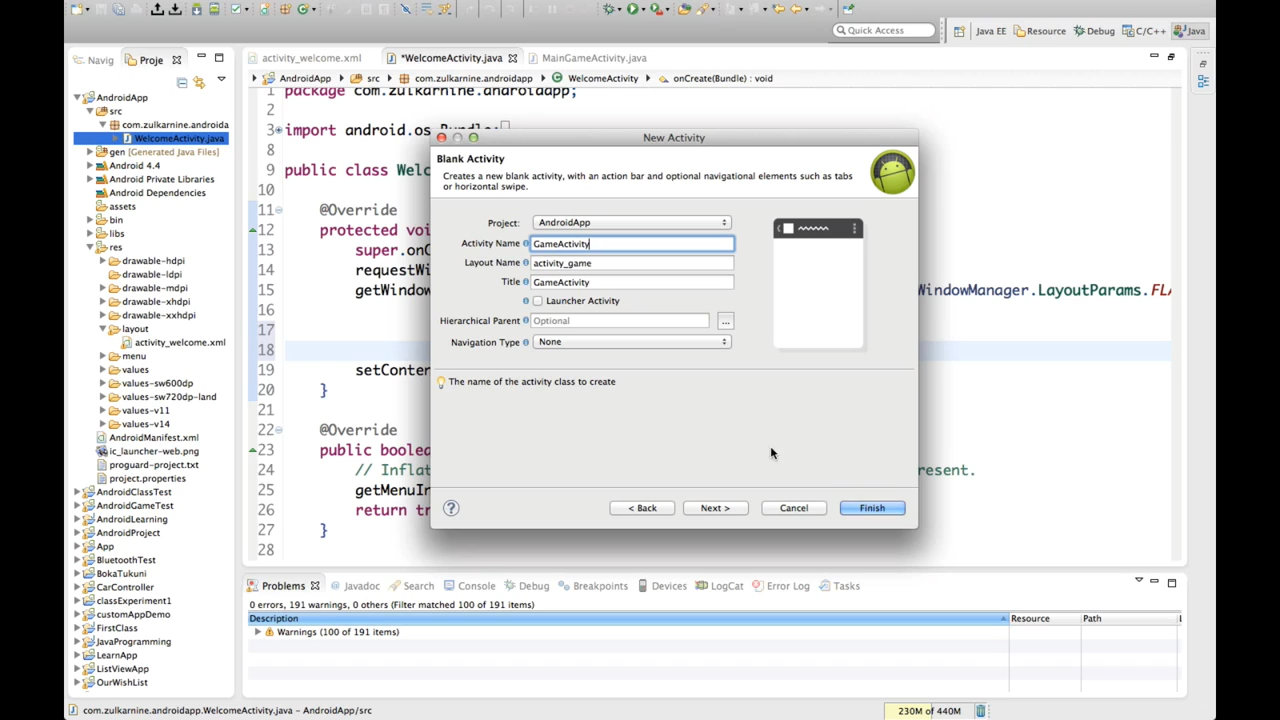 Quick Access
Java EE
Resource
Debug
C/C++
Java
Navig
Proje
activity_welcome.xml
*WelcomeActivity.java
MainGameActivity.java
AndroidApp
src
com.zulkarnine.androidapp
WelcomeActivity
onCreate(Bundle) : void
AndroidApp
src
com.zulkarnine.androida
WelcomeActivity.java
gen [Generated Java Files]
Android 4.4
Android Private Libraries
Android Dependencies
assets
bin
libs
res
drawable-hdpi
drawable-ldpi
drawable-mdpi
drawable-xhdpi
drawable-xxhdpi
layout
activity_welcome.xml
menu
values
values-sw600dp
values-sw720dp-land
values-v11
values-v14
AndroidManifest.xml
ic_launcher-web.png
proguard-project.txt
project.properties
AndroidClassTest
AndroidGameTest
AndroidLearning
AndroidProject
App
BluetoothTest
BokaTukuni
CarController
classExperiment1
customAppDemo
FirstClass
JavaProgramming
LearnApp
ListViewApp
OurWishList
1 package com.zulkarnine.androidapp;
2
3 import android.os.Bundle;
8
9 public class Welc
10
11 @Override
12 protected voi
13 super.onC
14 requestWi
15 getWindow WindowManager.LayoutParams.FLA
17
18
19 setConten
20 }
21
22 @Override
23 public boolea
24 // Inflat resent.
25 getMenuIn
26 return tr
27 }
28
New Activity
Blank Activity
Creates a new blank activity, with an action bar and optional navigational elements such as tabs
or horizontal swipe.
Project: AndroidApp
Activity Name GameActivity
Layout Name activity_game
Title GameActivity
Launcher Activity
Hierarchical Parent Optional ...
Navigation Type None
The name of the activity class to create
? < Back Next > Cancel Finish
Problems
Javadoc
Search
Console
Debug
Breakpoints
Devices
LogCat
Error Log
Tasks
0 errors, 191 warnings, 0 others (Filter matched 100 of 191 items)
Description Resource Path L
Warnings (100 of 191 items)
com.zulkarnine.androidapp.WelcomeActivity.java - AndroidApp/src
230M of 440M